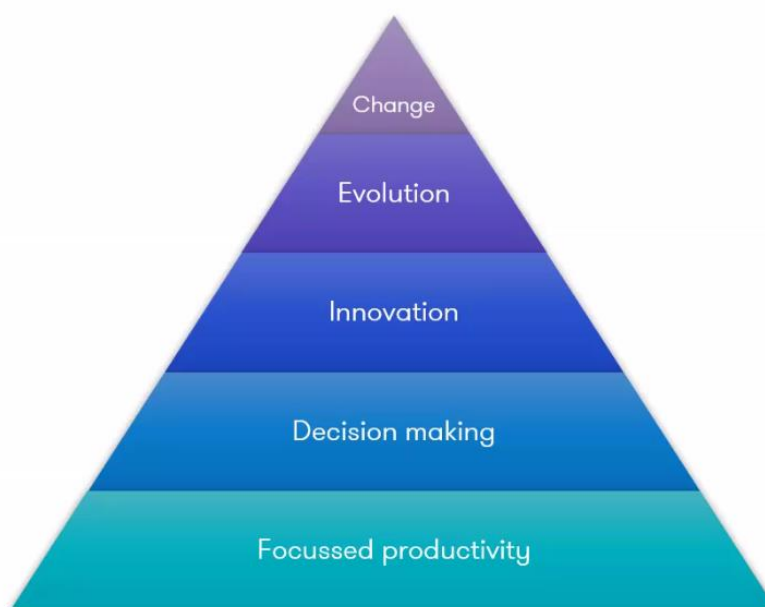 Change
Evolution
Innovation
Decision making
Focussed productivity